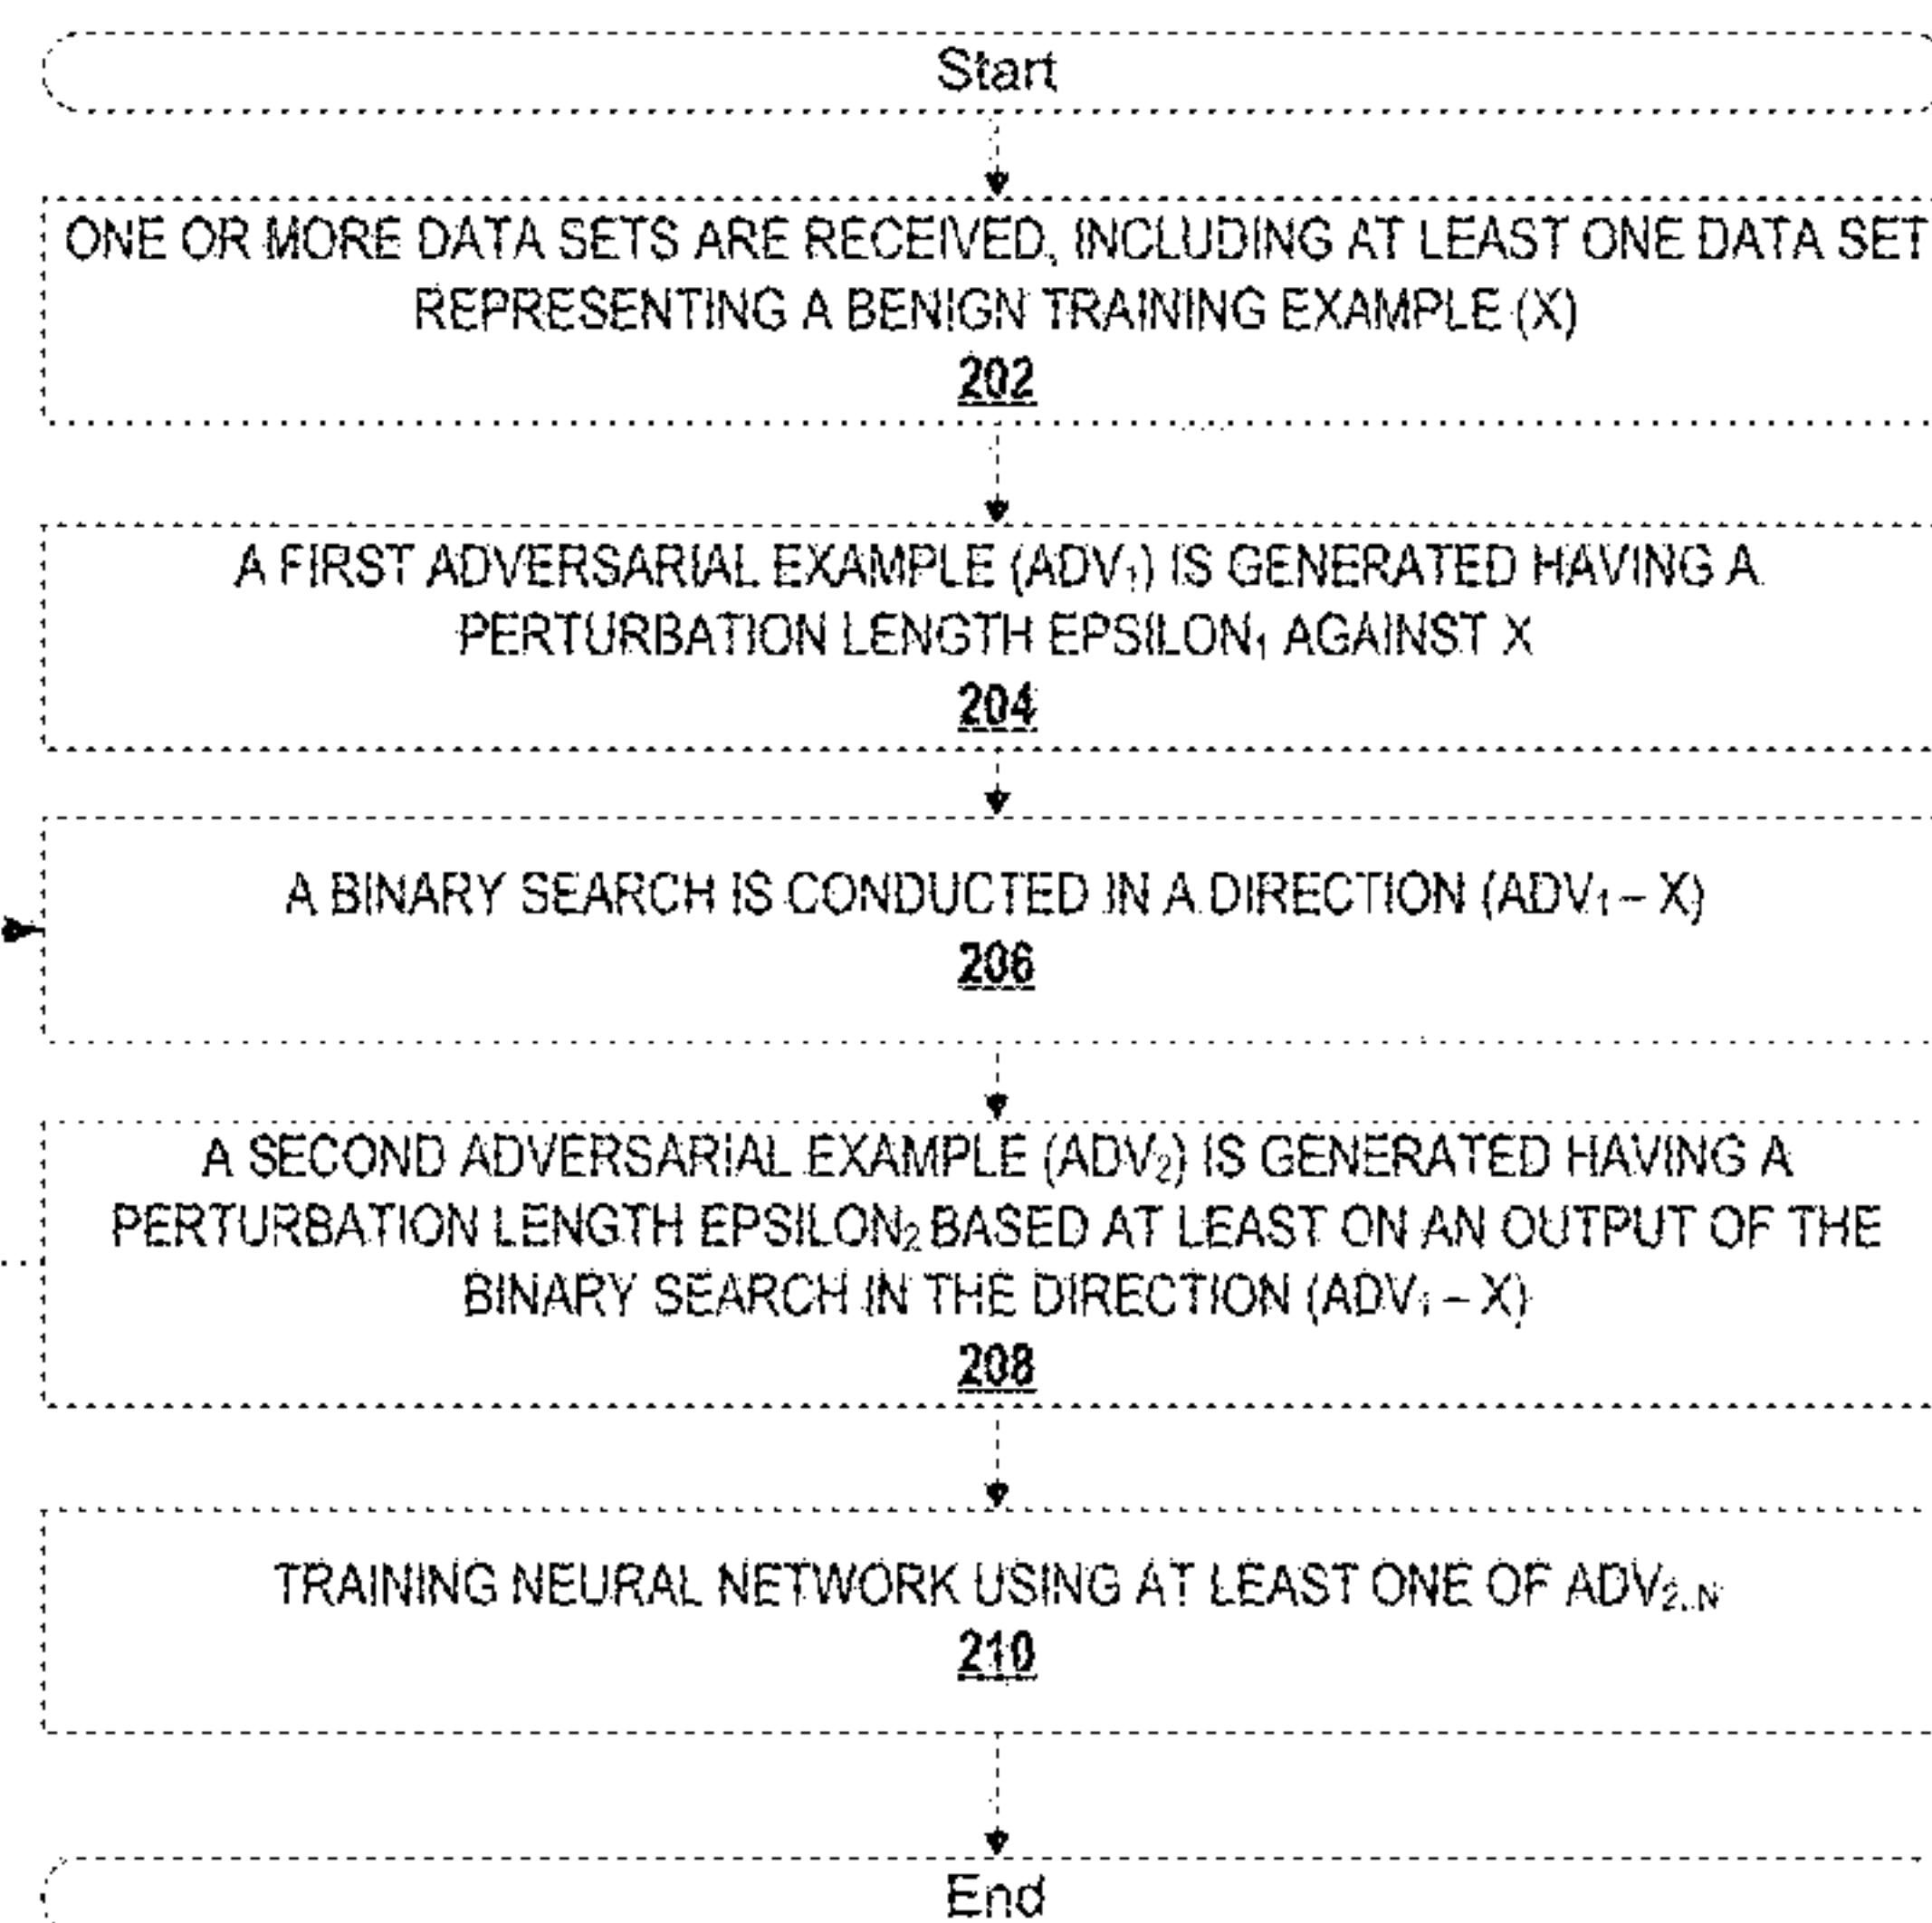 Start
ONE OR MORE DATA SETS ARE RECEIVED, INCLUDING AT LEAST ONE DATA SET
REPRESENTING A BENIGN TRAINING EXAMPLE (X)
202
A FIRST ADVERSARIAL EXAMPLE (ADV₁) IS GENERATED HAVING A
PERTURBATION LENGTH EPSILON₁ AGAINST X
204
A BINARY SEARCH IS CONDUCTED IN A DIRECTION (ADV₁ – X)
206
A SECOND ADVERSARIAL EXAMPLE (ADV₂) IS GENERATED HAVING A
PERTURBATION LENGTH EPSILON₂ BASED AT LEAST ON AN OUTPUT OF THE
BINARY SEARCH IN THE DIRECTION (ADV₁ – X)
208
TRAINING NEURAL NETWORK USING AT LEAST ONE OF ADV₂..N
210
End